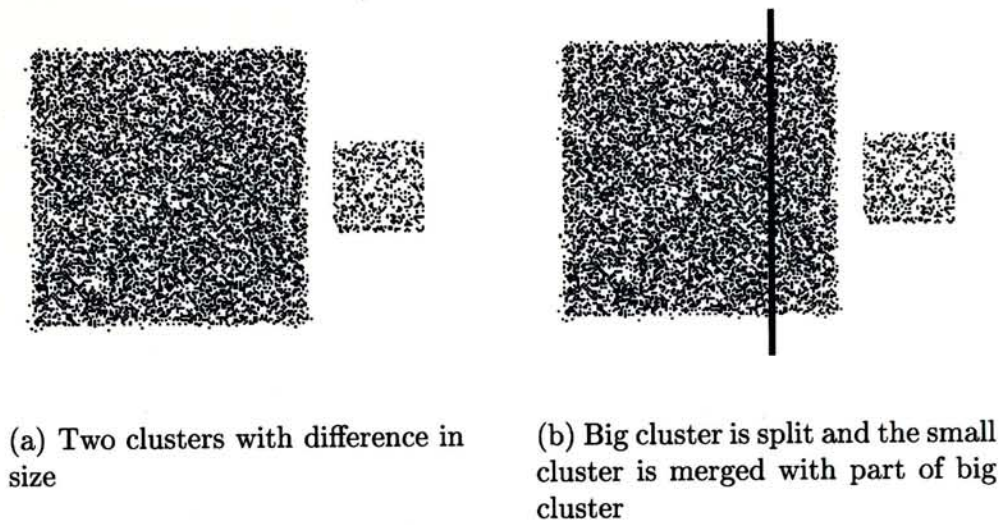 (a) Two clusters with difference in
size
(b) Big cluster is split and the small
cluster is merged with part of big
cluster